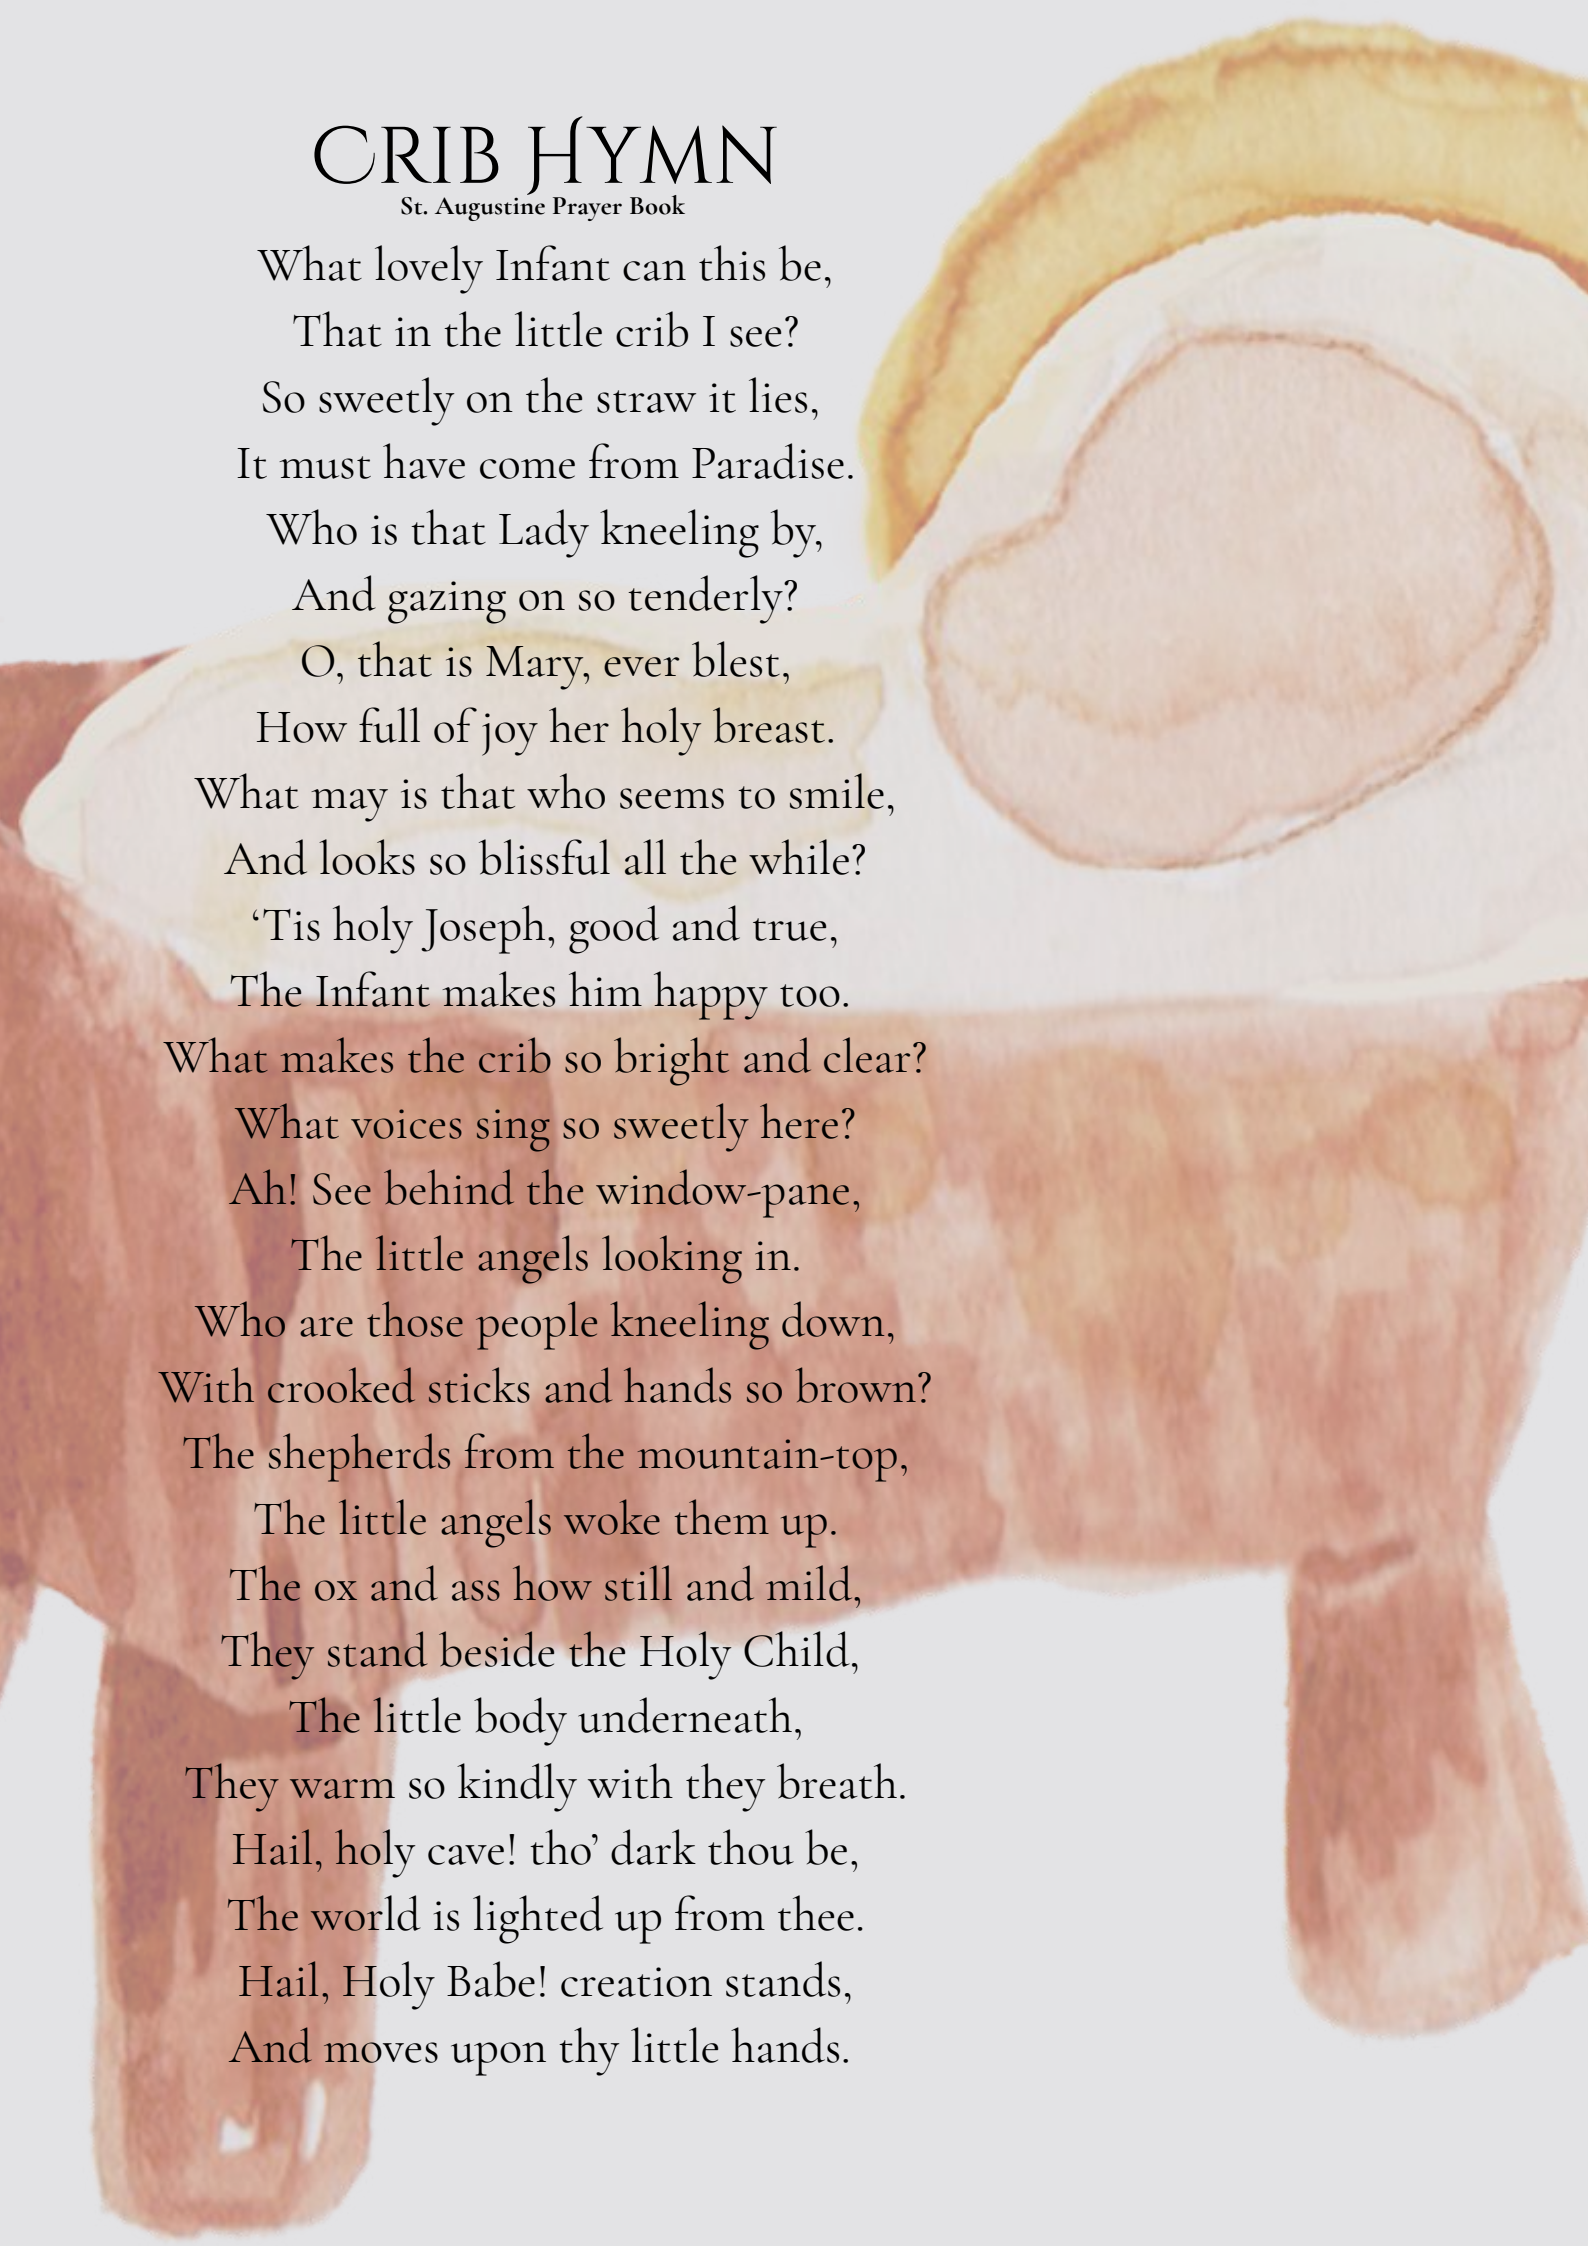 Crib Hymn
St. Augustine Prayer Book
What lovely Infant can this be,
That in the little crib I see?
So sweetly on the straw it lies,
It must have come from Paradise.
Who is that Lady kneeling by,
And gazing on so tenderly?
O, that is Mary, ever blest,
How full of joy her holy breast.
What may is that who seems to smile,
And looks so blissful all the while?
‘Tis holy Joseph, good and true,
The Infant makes him happy too.
What makes the crib so bright and clear?
What voices sing so sweetly here?
Ah! See behind the window-pane,
The little angels looking in.
Who are those people kneeling down,
With crooked sticks and hands so brown?
The shepherds from the mountain-top,
The little angels woke them up.
The ox and ass how still and mild,
They stand beside the Holy Child,
The little body underneath,
They warm so kindly with they breath.
Hail, holy cave! tho’ dark thou be,
The world is lighted up from thee.
Hail, Holy Babe! creation stands,
And moves upon thy little hands.